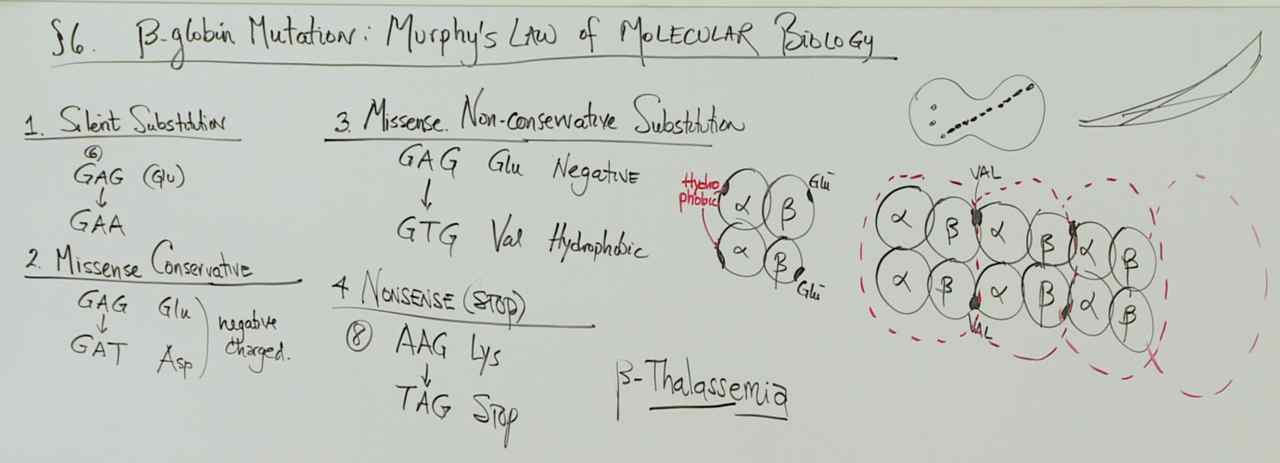 §6. β-globin Mutation: Murphy's Law of MOLECULAR BIOLOGY
1. Silent Substitution
⑥
GAG (Glu)
↓
GAA
2. Missense Conservative
GAG Glu
↓
GAT Asp
negative
charged.
3. Missense. Non-conservative Substitution
GAG Glu Negative
↓
GTG Val Hydrophobic
4 NONSENSE (STOP)
⑧ AAG Lys
↓
TAG Stop
β-Thalassemia
Hydro
phobic
Glu⁻
α β
α β
Glu⁻
VAL
α β α β α β
α β α β α β
VAL